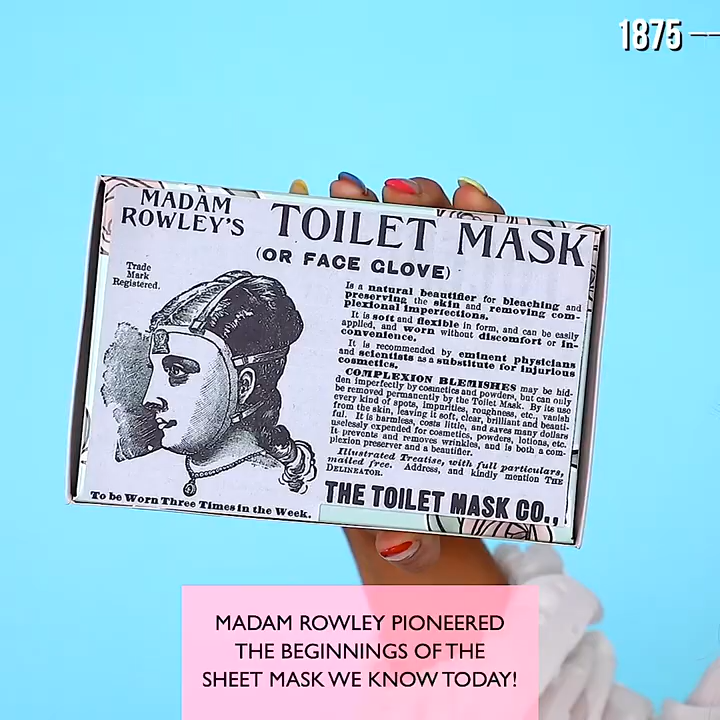 1875
MADAM
ROWLEY'S
TOILET MASK
(OR FACE GLOVE)
Trade
Mark
Registered.
Is a natural beautifier for bleaching and
preserving the skin and removing com-
plexional imperfections.
It is soft and flexible in form, and can be easily
applied, and worn without discomfort or in-
convenience.
It is recommended by eminent physicians
and scientists as a substitute for injurious
cosmetics.
COMPLEXION BLEMISHES may be hid-
den imperfectly by cosmetics and powders, but can only
be removed permanently by the Toilet Mask. By its use
every kind of spots, impurities, roughness, etc., vanish
from the skin, leaving it soft, clear, brilliant and beauti-
ful. It is harmless, costs little, and saves many dollars
uselessly expended for cosmetics, powders, lotions, etc.
It prevents and removes wrinkles, and is both a com-
plexion preserver and a beautifier.
Illustrated Treatise, with full particulars,
mailed free. Address, and kindly mention THE
DELINEATOR.
To be Worn Three Times in the Week.
THE TOILET MASK CO.,
MADAM ROWLEY PIONEERED
THE BEGINNINGS OF THE
SHEET MASK WE KNOW TODAY!